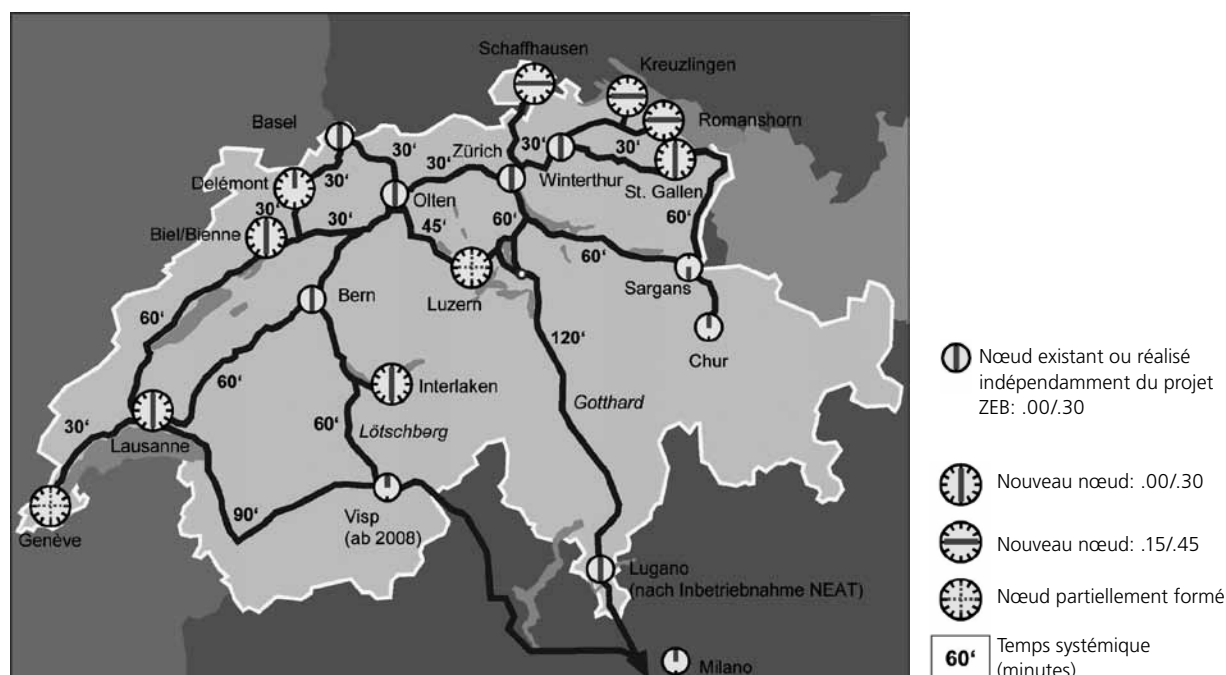 Schaffhausen
Kreuzlingen
Romanshorn
Basel
30‘
Zürich
30‘
30‘
30‘
Delémont
30‘
Winterthur
St. Gallen
Olten
30‘
30‘
45‘
60‘
60‘
Biel/Bienne
60‘
Sargans
Bern
Luzern
60‘
120‘
Chur
60‘
Interlaken
Gotthard
30‘
Lausanne
60‘
Lötschberg
Genève
90‘
Visp
(ab 2008)
Lugano
(nach Inbetriebnahme NEAT)
Milano
Nœud existant ou réalisé
indépendamment du projet
ZEB: .00/.30
Nouveau nœud: .00/.30
Nouveau nœud: .15/.45
Nœud partiellement formé
60‘
Temps systémique
(minutes)